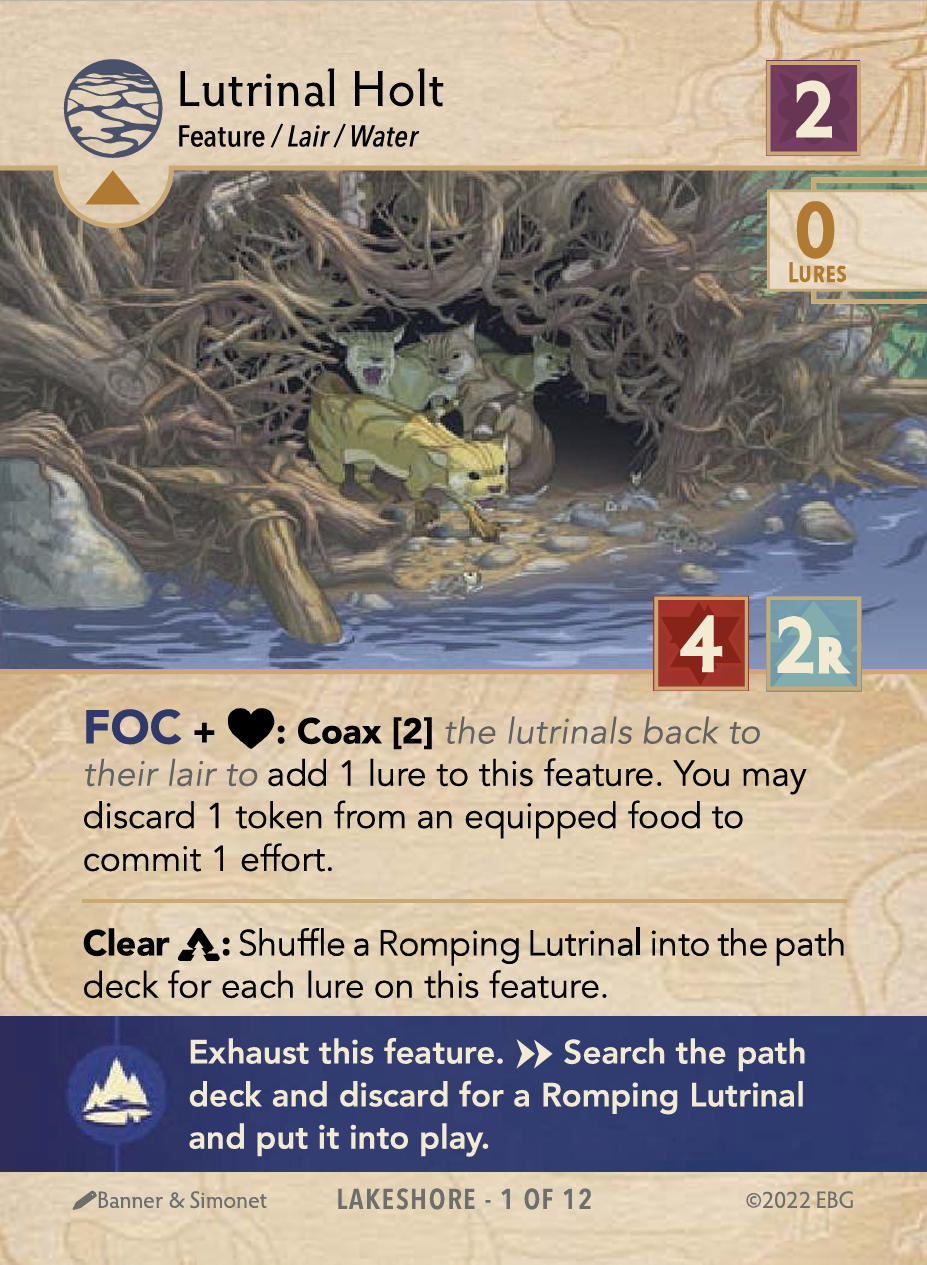 Lutrinal Holt
Feature / Lair / Water
2
0
LURES
4
2R
FOC + : Coax [2] the lutrinals back to
their lair to add 1 lure to this feature. You may
discard 1 token from an equipped food to
commit 1 effort.
Clear : Shuffle a Romping Lutrinal into the path
deck for each lure on this feature.
Exhaust this feature. Search the path
deck and discard for a Romping Lutrinal
and put it into play.
Banner & Simonet
LAKESHORE - 1 OF 12
©2022 EBG